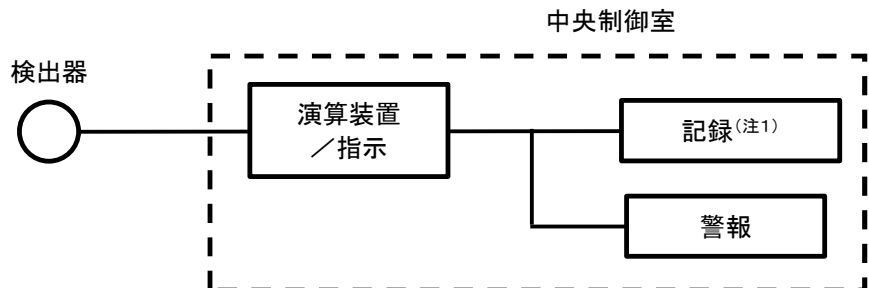 中央制御室
検出器
演算装置
／指示
記録(注1)
警報